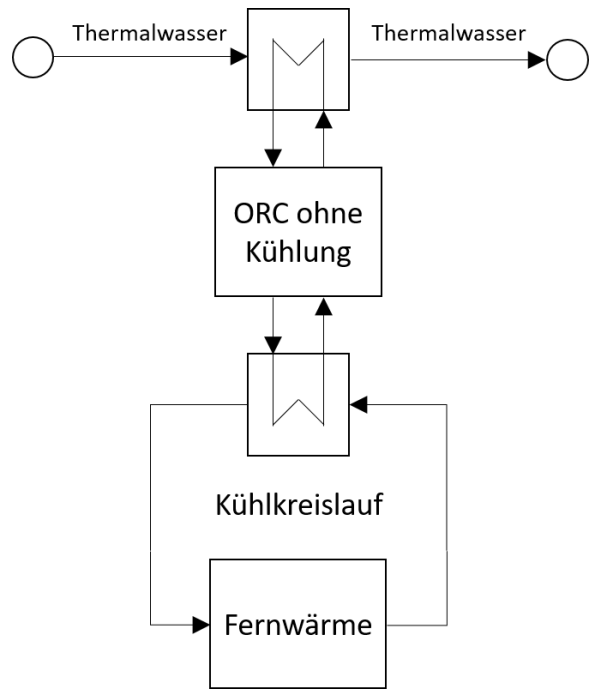 Thermalwasser
Thermalwasser
ORC ohne
Kühlung
Kühlkreislauf
Fernwärme